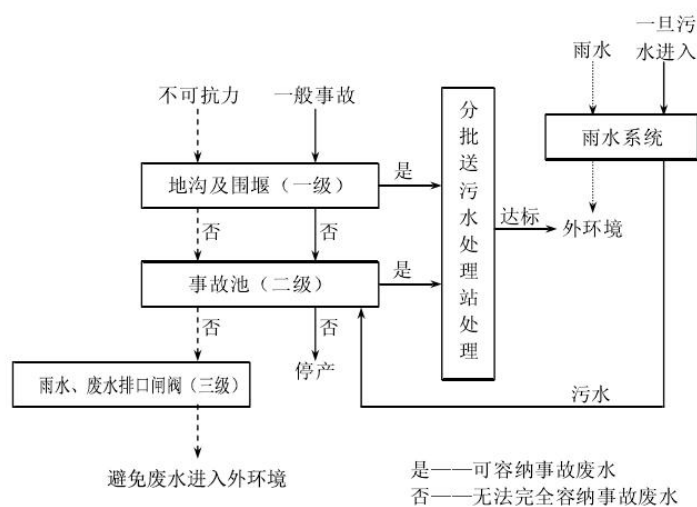 一旦污
水进入
雨水
不可抗力
一般事故
分批送污水处理站处理
雨水系统
地沟及围堰（一级）
是
否
否
达标
外环境
事故池（二级）
是
否
否
停产
雨水、废水排口闸阀（三级）
污水
避免废水进入外环境
是——可容纳事故废水
否——无法完全容纳事故废水